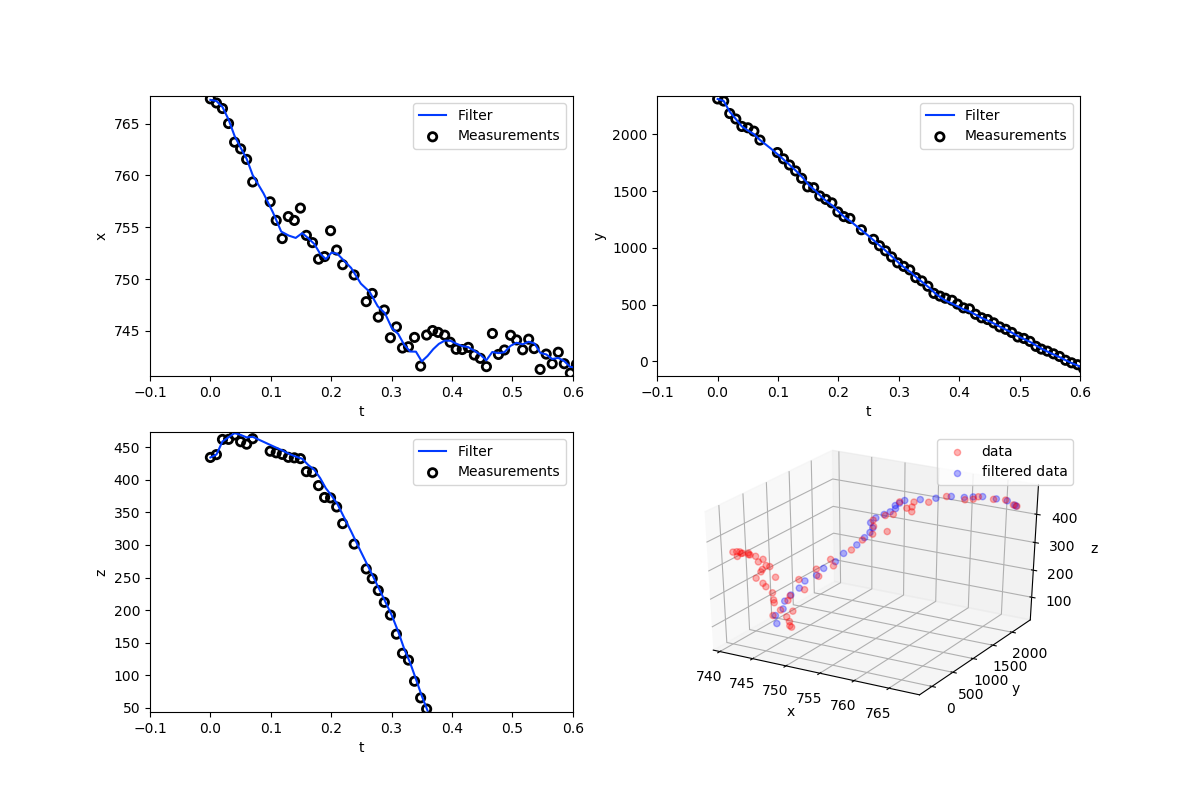 Filter
Measurements
765
760
755
750
745
x
−0.1 0.0 0.1 0.2 0.3 0.4 0.5 0.6
t
Filter
Measurements
2000
1500
1000
500
0
y
−0.1 0.0 0.1 0.2 0.3 0.4 0.5 0.6
t
Filter
Measurements
450
400
350
300
250
200
150
100
50
z
−0.1 0.0 0.1 0.2 0.3 0.4 0.5 0.6
t
data
filtered data
400
300
200
100
z
740 745 750 755 760 765
x
0 500 1000 1500 2000
y